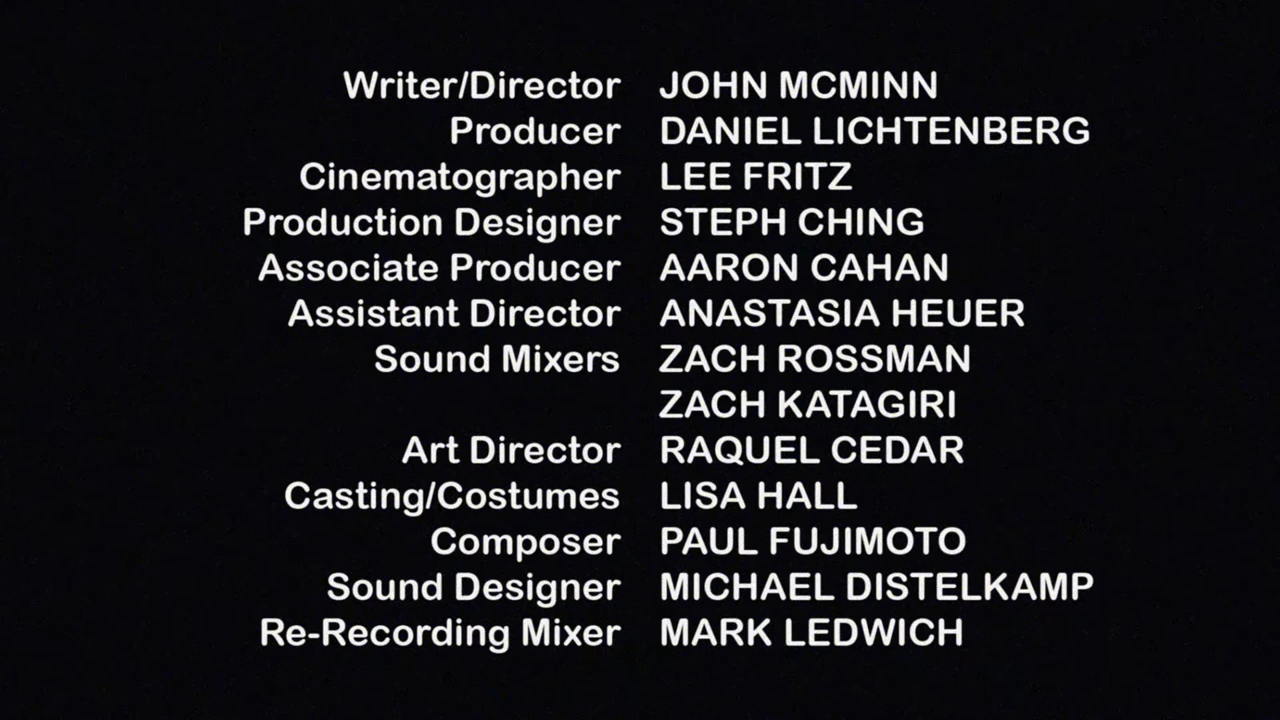 Writer/Director JOHN MCMINN
Producer DANIEL LICHTENBERG
Cinematographer LEE FRITZ
Production Designer STEPH CHING
Associate Producer AARON CAHAN
Assistant Director ANASTASIA HEUER
Sound Mixers ZACH ROSSMAN
ZACH KATAGIRI
Art Director RAQUEL CEDAR
Casting/Costumes LISA HALL
Composer PAUL FUJIMOTO
Sound Designer MICHAEL DISTELKAMP
Re-Recording Mixer MARK LEDWICH